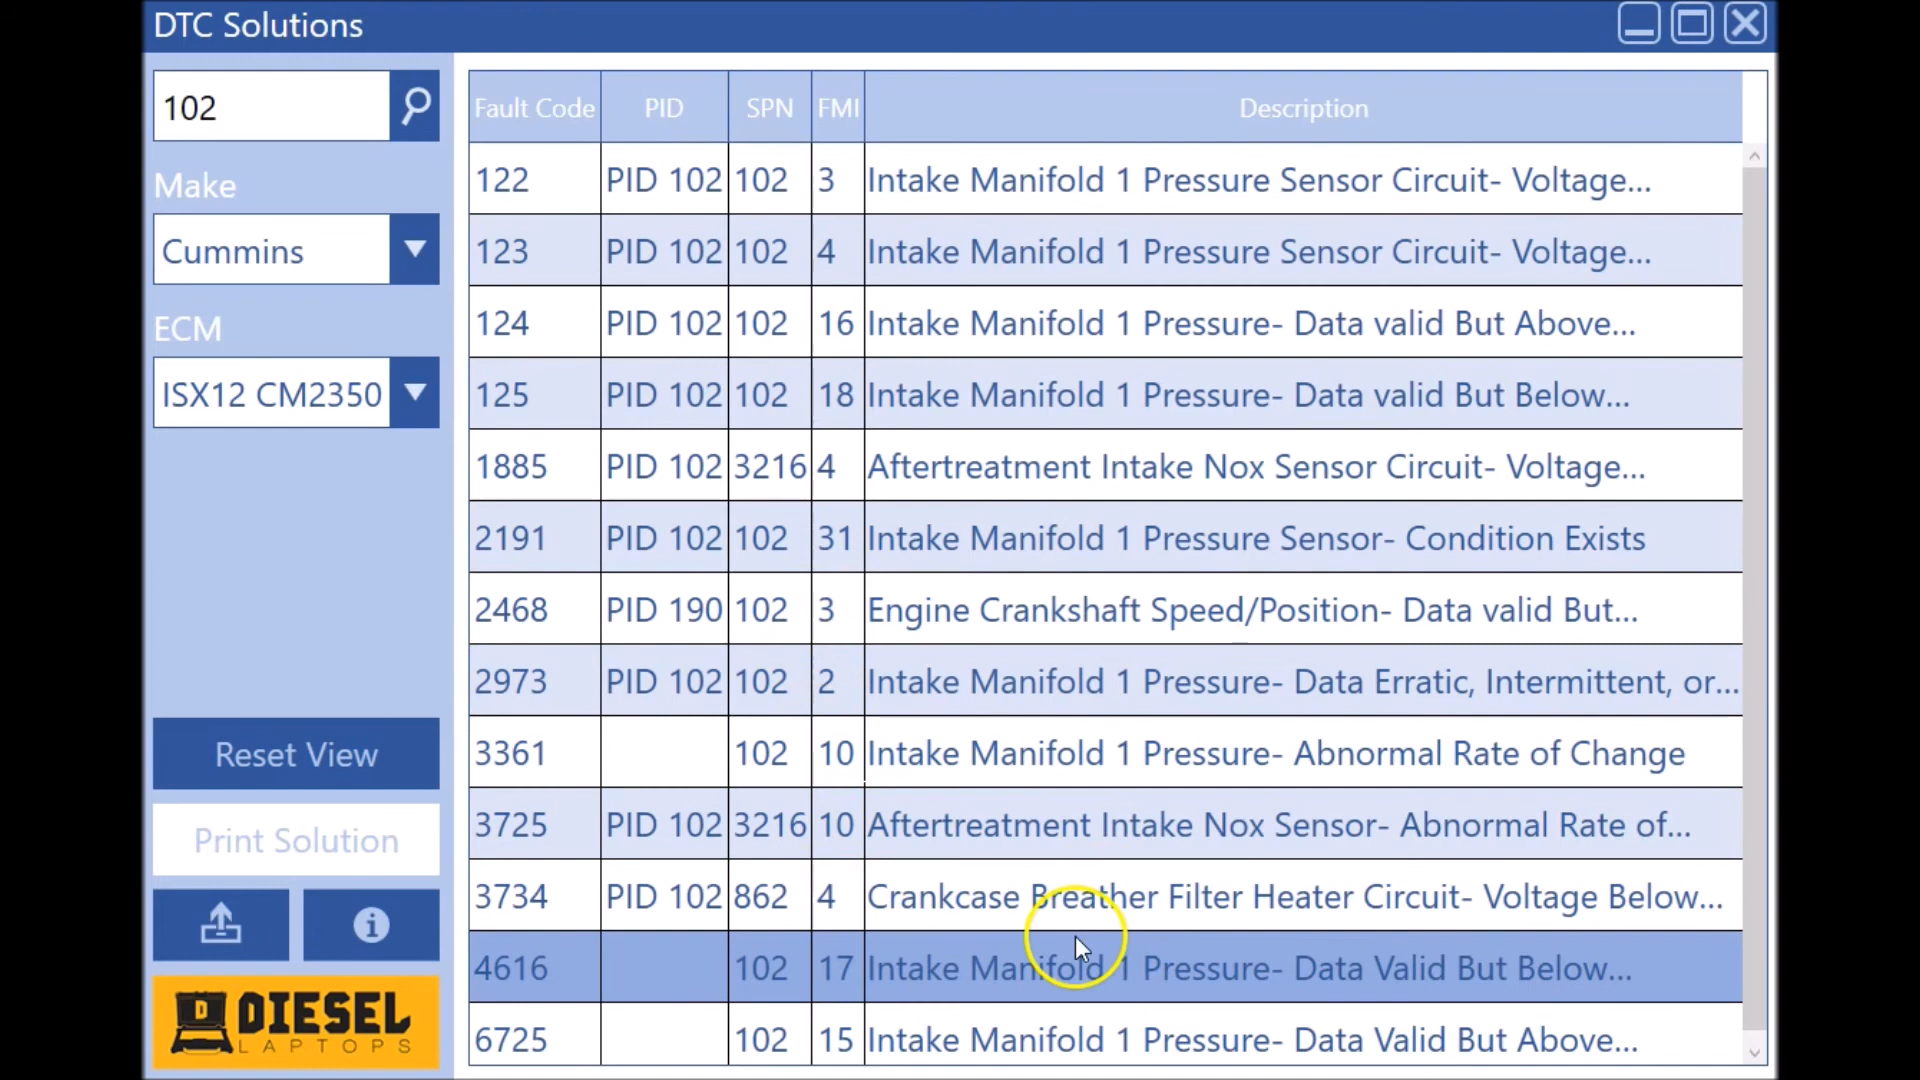 DTC Solutions
102
Make
Cummins
ECM
ISX12 CM2350
Reset View
Print Solution
DIESEL
LAPTOPS
Fault Code PID SPN FMI Description
122 PID 102 102 3 Intake Manifold 1 Pressure Sensor Circuit- Voltage...
123 PID 102 102 4 Intake Manifold 1 Pressure Sensor Circuit- Voltage...
124 PID 102 102 16 Intake Manifold 1 Pressure- Data valid But Above...
125 PID 102 102 18 Intake Manifold 1 Pressure- Data valid But Below...
1885 PID 102 3216 4 Aftertreatment Intake Nox Sensor Circuit- Voltage...
2191 PID 102 102 31 Intake Manifold 1 Pressure Sensor- Condition Exists
2468 PID 190 102 3 Engine Crankshaft Speed/Position- Data valid But...
2973 PID 102 102 2 Intake Manifold 1 Pressure- Data Erratic, Intermittent, or...
3361 102 10 Intake Manifold 1 Pressure- Abnormal Rate of Change
3725 PID 102 3216 10 Aftertreatment Intake Nox Sensor- Abnormal Rate of...
3734 PID 102 862 4 Crankcase Breather Filter Heater Circuit- Voltage Below...
4616 102 17 Intake Manifold 1 Pressure- Data Valid But Below...
6725 102 15 Intake Manifold 1 Pressure- Data Valid But Above...